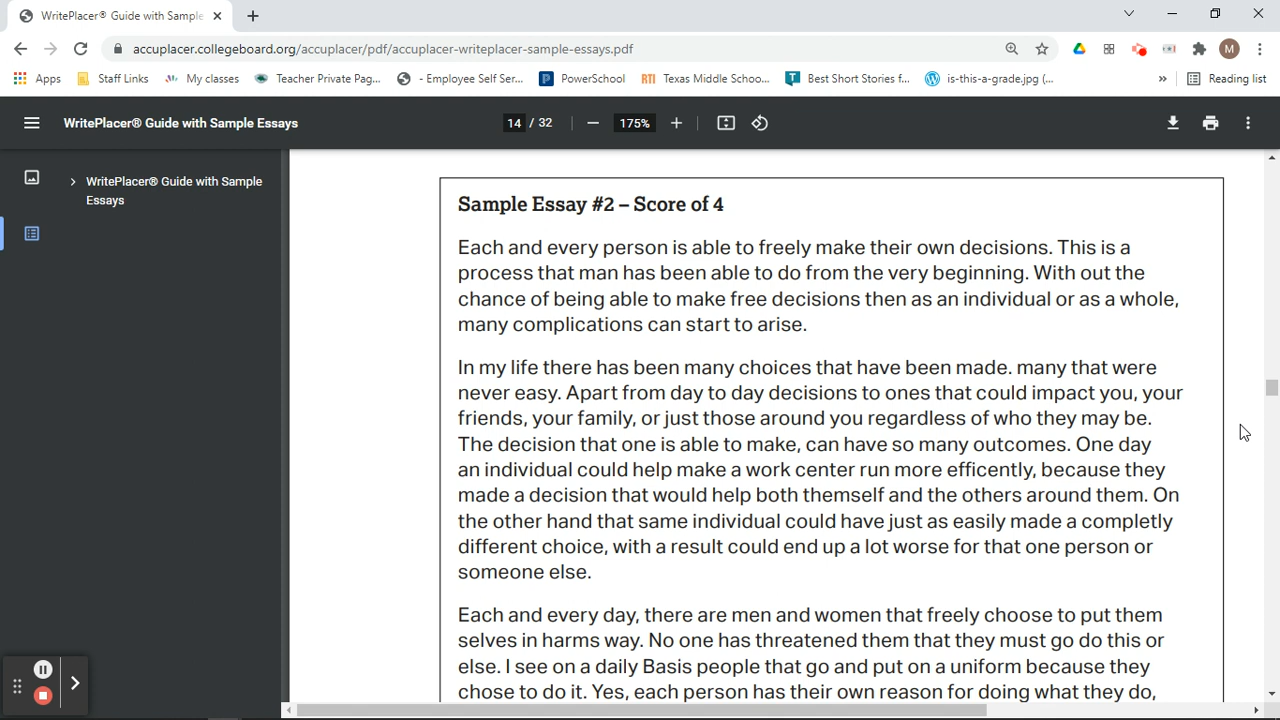 WritePlacer® Guide with Sample
accuplacer.collegeboard.org/accuplacer/pdf/accuplacer-writeplacer-sample-essays.pdf
M
Apps
Staff Links
My classes
Teacher Private Pag...
- Employee Self Ser...
P
PowerSchool
RTI
Texas Middle Schoo...
T
Best Short Stories f...
is-this-a-grade.jpg (...
»
Reading list
WritePlacer® Guide with Sample Essays
14 / 32
175%
WritePlacer® Guide with Sample
Essays
Sample Essay #2 – Score of 4
Each and every person is able to freely make their own decisions. This is a
process that man has been able to do from the very beginning. With out the
chance of being able to make free decisions then as an individual or as a whole,
many complications can start to arise.
In my life there has been many choices that have been made. many that were
never easy. Apart from day to day decisions to ones that could impact you, your
friends, your family, or just those around you regardless of who they may be.
The decision that one is able to make, can have so many outcomes. One day
an individual could help make a work center run more efficently, because they
made a decision that would help both themself and the others around them. On
the other hand that same individual could have just as easily made a completly
different choice, with a result could end up a lot worse for that one person or
someone else.
Each and every day, there are men and women that freely choose to put them
selves in harms way. No one has threatened them that they must go do this or
else. I see on a daily Basis people that go and put on a uniform because they
chose to do it. Yes, each person has their own reason for doing what they do,